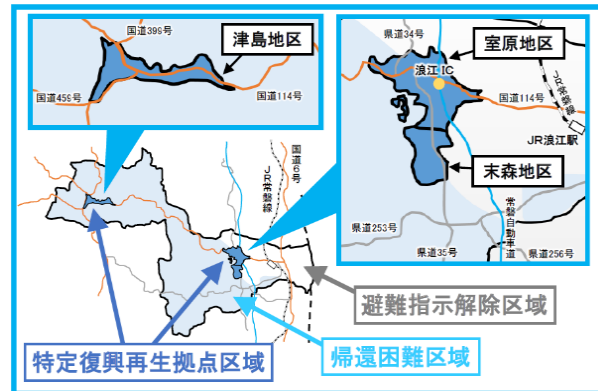 国道399号
津島地区
国道459号
国道114号
県道34号
室原地区
浪江IC
国道114号
JR常磐線
JR浪江駅
末森地区
常磐自動車道
県道253号
県道35号
県道256号
JR常磐線
国道6号
避難指示解除区域
特定復興再生拠点区域
帰還困難区域